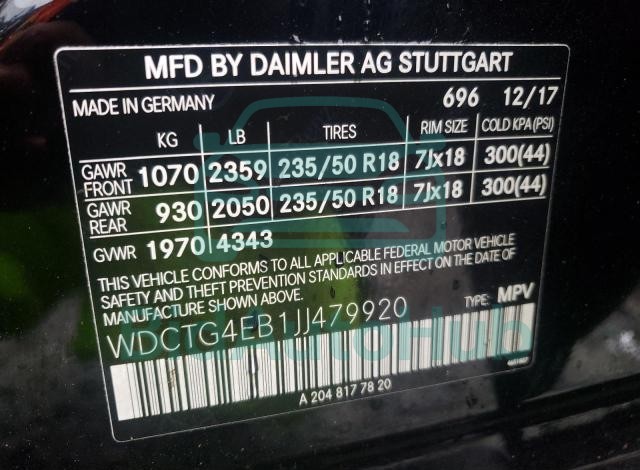 MFD BY DAIMLER AG STUTTGART
MADE IN GERMANY 696 12/17
KG LB TIRES RIM SIZE COLD KPA(PSI)
GAWR FRONT 1070 2359 235/50 R18 7Jx18 300(44)
GAWR REAR 930 2050 235/50 R18 7Jx18 300(44)
GVWR 1970 4343
THIS VEHICLE CONFORMS TO ALL APPLICABLE FEDERAL MOTOR VEHICLE
SAFETY AND THEFT PREVENTION STANDARDS IN EFFECT ON THE DATE OF
MANUFACTURE SHOWN ABOVE.
TYPE: MPV
WDCTG4EB1JJ479920
A 204 817 78 20